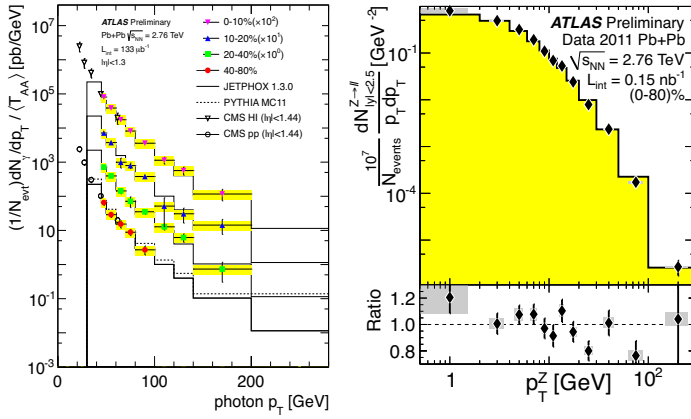 ATLAS Preliminary
Pb+Pb √s_NN = 2.76 TeV
L_int = 133 μb⁻¹
|η|<1.3
0-10%(×10²)
10-20%(×10¹)
20-40%(×10⁰)
40-80%
JETPHOX 1.3.0
PYTHIA MC11
CMS HI (|η|<1.44)
CMS pp (|η|<1.44)
(1/N_evt)dN_γ/dp_T / ⟨T_AA⟩ [pb/GeV]
10⁷
10⁵
10³
10
10⁻¹
10⁻³
0 100 200
photon p_T [GeV]
ATLAS Preliminary
Data 2011 Pb+Pb
√s_NN = 2.76 TeV
L_int = 0.15 nb⁻¹
(0-80)%
10⁷/N_events dN^Z→ll_|y|<2.5/p_T dp_T [GeV⁻²]
10⁻¹
10⁻⁴
Ratio
1.2
1.0
0.8
1 10 10²
p_T^Z [GeV]